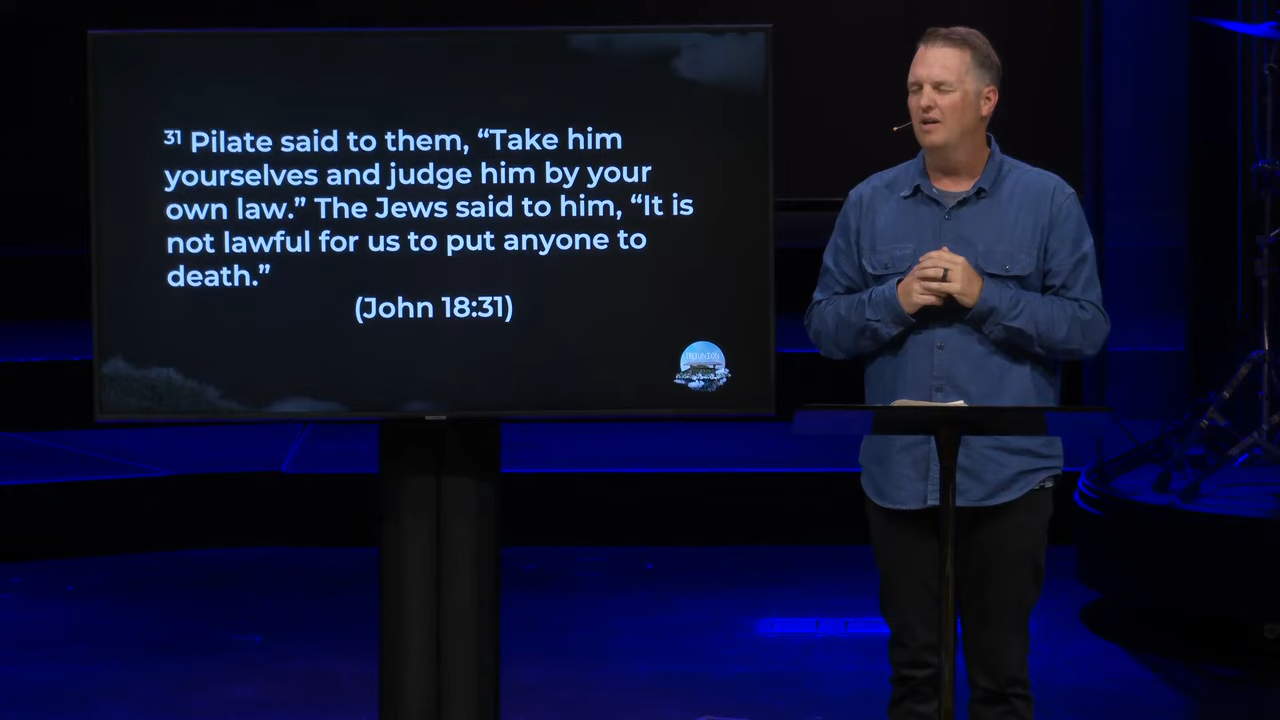 31 Pilate said to them, “Take him
yourselves and judge him by your
own law.” The Jews said to him, “It is
not lawful for us to put anyone to
death.”
(John 18:31)